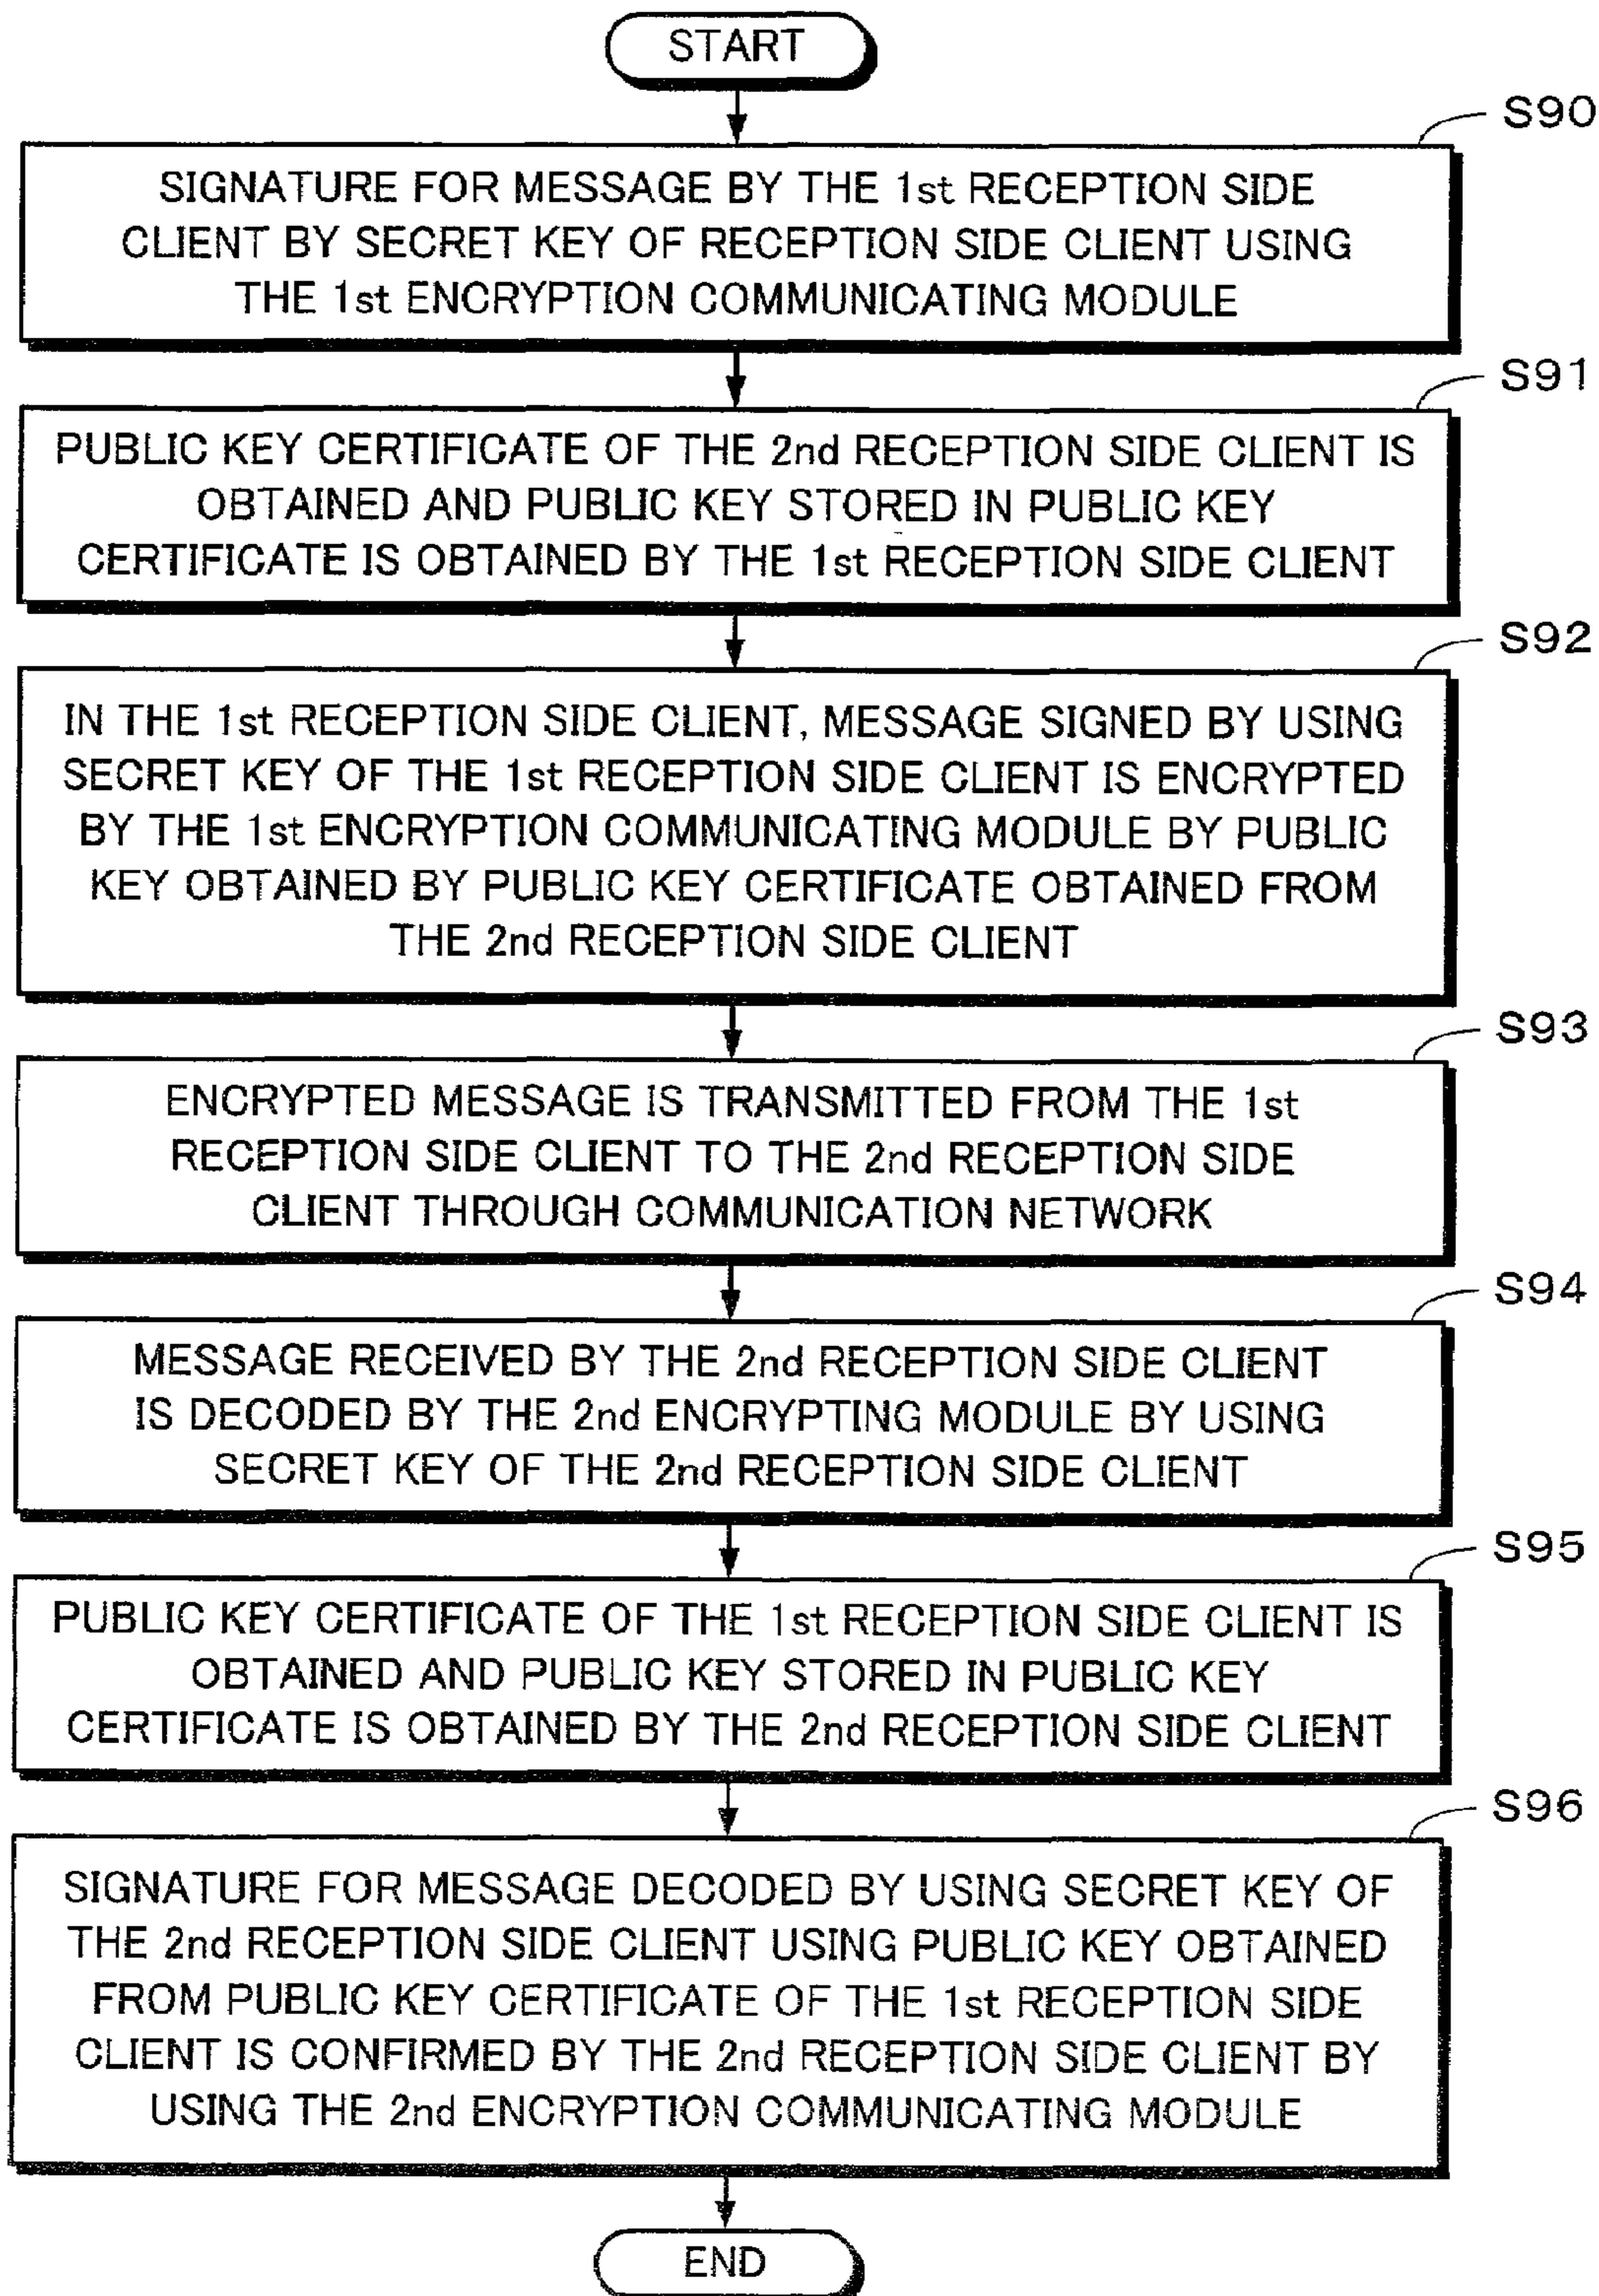 START
S90
SIGNATURE FOR MESSAGE BY THE 1st RECEPTION SIDE
CLIENT BY SECRET KEY OF RECEPTION SIDE CLIENT USING
THE 1st ENCRYPTION COMMUNICATING MODULE
S91
PUBLIC KEY CERTIFICATE OF THE 2nd RECEPTION SIDE CLIENT IS
OBTAINED AND PUBLIC KEY STORED IN PUBLIC KEY
CERTIFICATE IS OBTAINED BY THE 1st RECEPTION SIDE CLIENT
S92
IN THE 1st RECEPTION SIDE CLIENT, MESSAGE SIGNED BY USING
SECRET KEY OF THE 1st RECEPTION SIDE CLIENT IS ENCRYPTED
BY THE 1st ENCRYPTION COMMUNICATING MODULE BY PUBLIC
KEY OBTAINED BY PUBLIC KEY CERTIFICATE OBTAINED FROM
THE 2nd RECEPTION SIDE CLIENT
S93
ENCRYPTED MESSAGE IS TRANSMITTED FROM THE 1st
RECEPTION SIDE CLIENT TO THE 2nd RECEPTION SIDE
CLIENT THROUGH COMMUNICATION NETWORK
S94
MESSAGE RECEIVED BY THE 2nd RECEPTION SIDE CLIENT
IS DECODED BY THE 2nd ENCRYPTING MODULE BY USING
SECRET KEY OF THE 2nd RECEPTION SIDE CLIENT
S95
PUBLIC KEY CERTIFICATE OF THE 1st RECEPTION SIDE CLIENT IS
OBTAINED AND PUBLIC KEY STORED IN PUBLIC KEY
CERTIFICATE IS OBTAINED BY THE 2nd RECEPTION SIDE CLIENT
S96
SIGNATURE FOR MESSAGE DECODED BY USING SECRET KEY OF
THE 2nd RECEPTION SIDE CLIENT USING PUBLIC KEY OBTAINED
FROM PUBLIC KEY CERTIFICATE OF THE 1st RECEPTION SIDE
CLIENT IS CONFIRMED BY THE 2nd RECEPTION SIDE CLIENT BY
USING THE 2nd ENCRYPTION COMMUNICATING MODULE
END